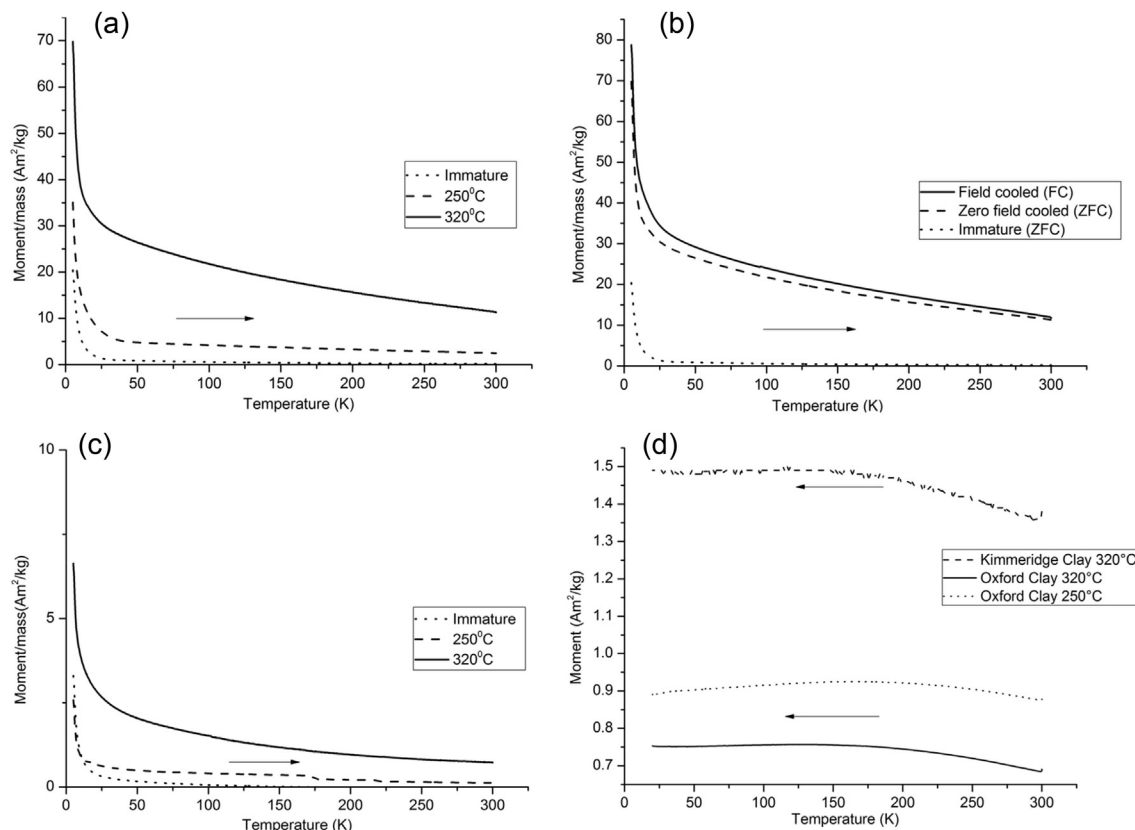 (a)
70
60
50
40
30
20
10
0
Moment/mass (Am²/kg)
Immature
250⁰C
320⁰C
0 50 100 150 200 250 300
Temperature (K)
(b)
80
70
60
50
40
30
20
10
0
Moment/mass (Am²/kg)
Field cooled (FC)
Zero field cooled (ZFC)
Immature (ZFC)
0 50 100 150 200 250 300
Temperature (K)
(c)
10
5
0
Moment/mass(Am²/kg)
Immature
250⁰C
320⁰C
0 50 100 150 200 250 300
Temperature (K)
(d)
1.5
1.4
1.3
1.2
1.1
1.0
0.9
0.8
0.7
Moment (Am²/kg)
Kimmeridge Clay 320°C
Oxford Clay 320°C
Oxford Clay 250°C
0 50 100 150 200 250 300
Temperature (K)